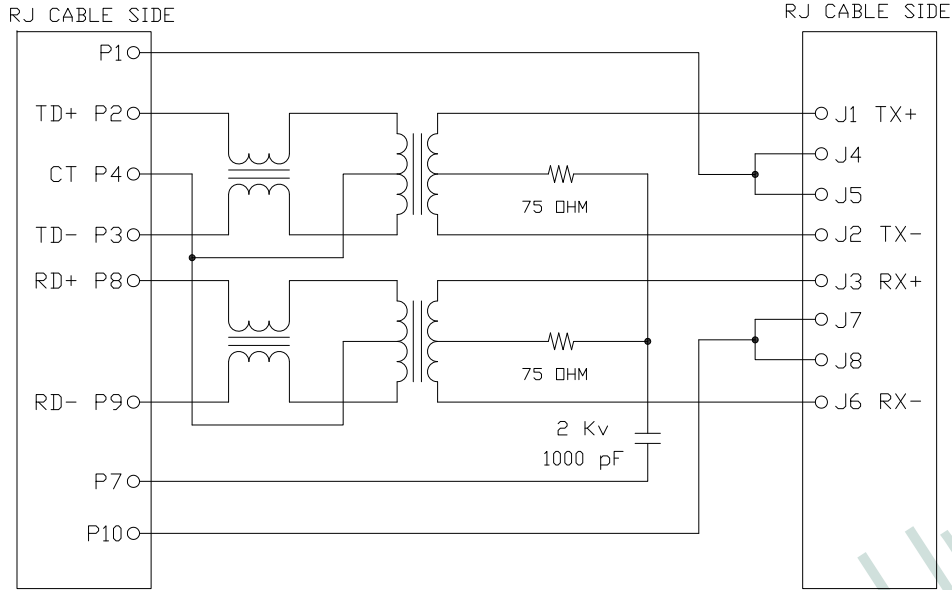 RJ CABLE SIDE
RJ CABLE SIDE
P1
TD+ P2
J1 TX+
J4
CT P4
J5
75 OHM
TD- P3
J2 TX-
RD+ P8
J3 RX+
J7
J8
75 OHM
RD- P9
J6 RX-
2 Kv
1000 pF
P7
P10